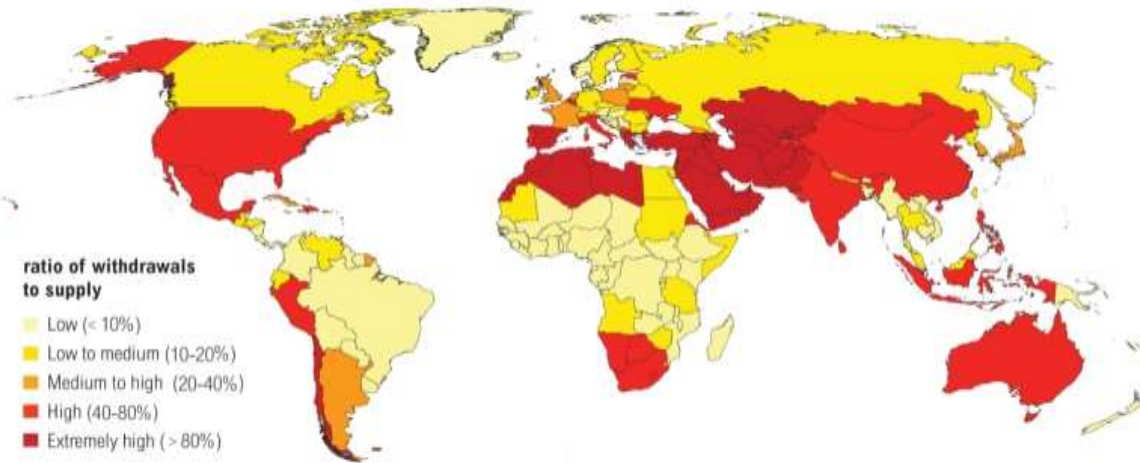 ratio of withdrawals
to supply
Low (< 10%)
Low to medium (10-20%)
Medium to high (20-40%)
High (40-80%)
Extremely high (> 80%)